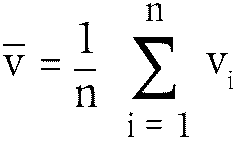 v̅ = 1/n ∑ i = 1 n v_i